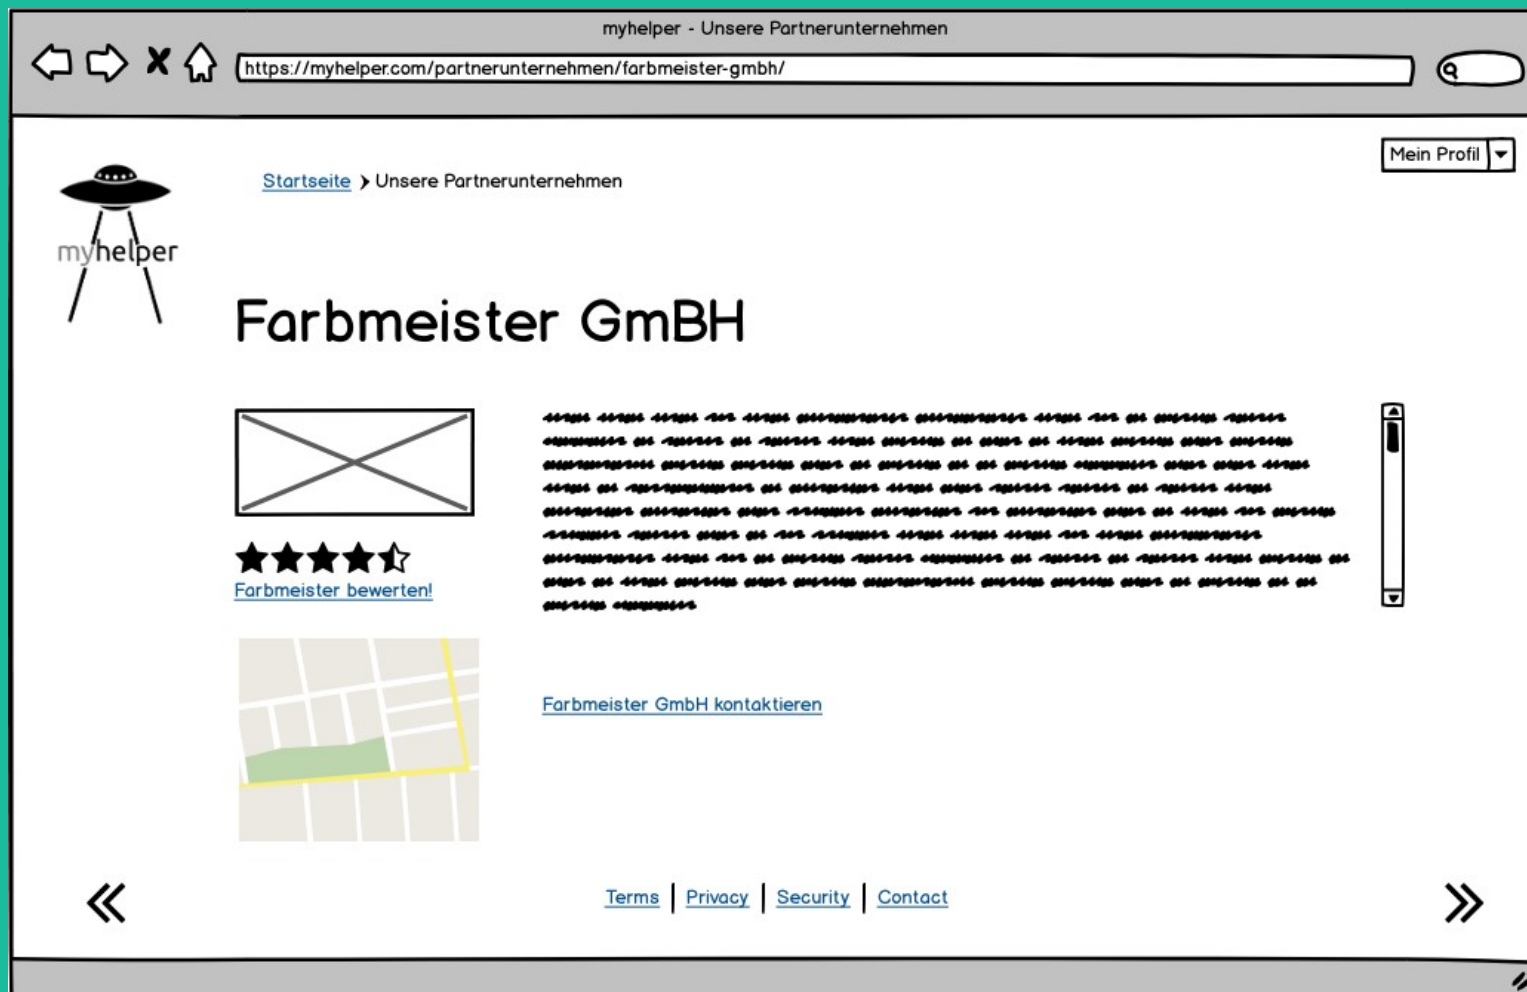 myhelper - Unsere Partnerunternehmen
https://myhelper.com/partnerunternehmen/farbmeister-gmbh/
Mein Profil
Startseite > Unsere Partnerunternehmen
myhelper
Farbmeister GmBH
Farbmeister bewerten!
Farbmeister GmbH kontaktieren
Terms | Privacy | Security | Contact